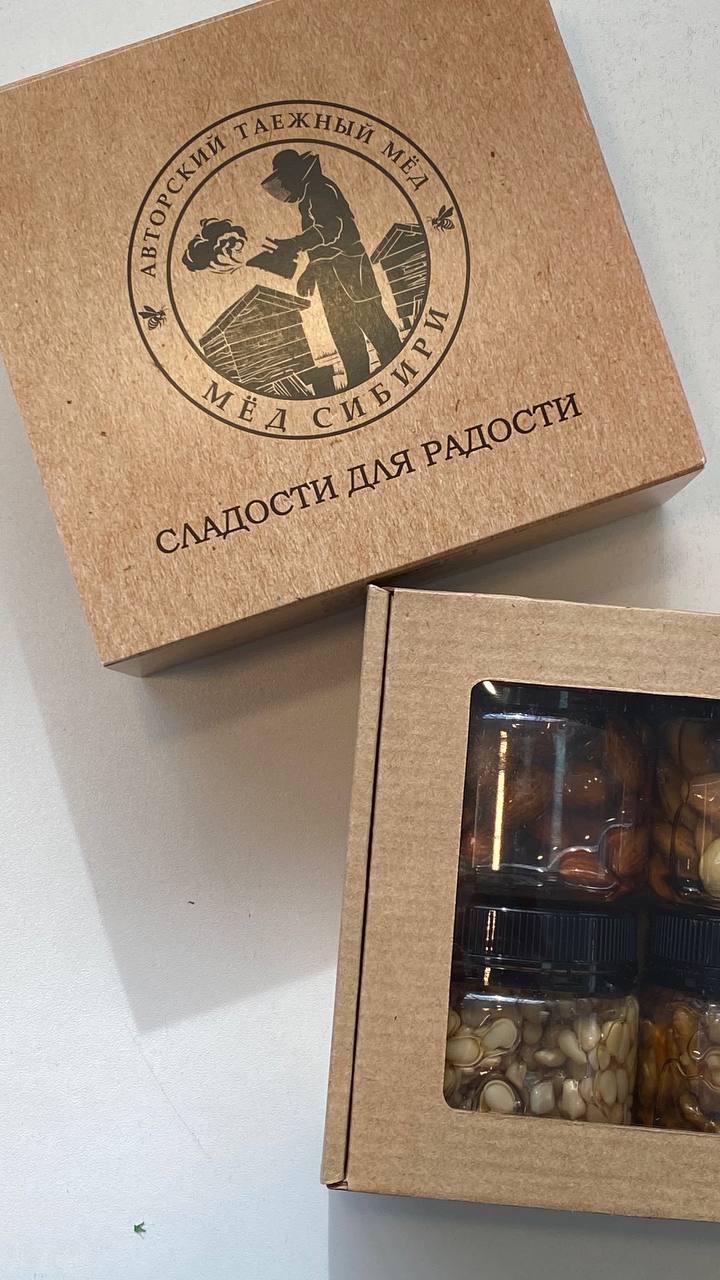 АВТОРСКИЙ ТАЕЖНЫЙ МЁД
МЁД СИБИРИ
СЛАДОСТИ ДЛЯ РАДОСТИ